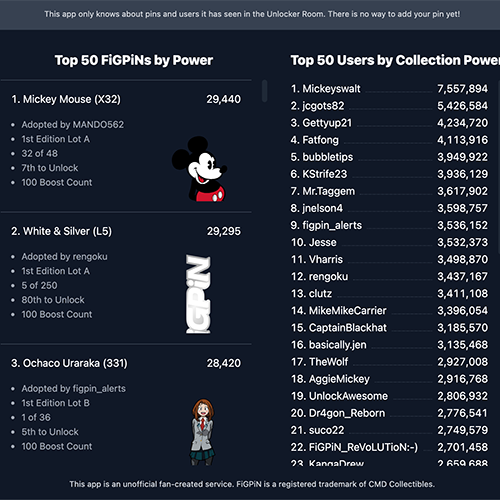 This app only knows about pins and users it has seen in the Unlocker Room. There is no way to add your pin yet!
Top 50 FiGPiNs by Power
1. Mickey Mouse (X32) 29,440
Adopted by MANDO562
1st Edition Lot A
32 of 48
7th to Unlock
100 Boost Count
2. White & Silver (L5) 29,295
Adopted by rengoku
1st Edition Lot A
5 of 250
80th to Unlock
100 Boost Count
IGPiN
3. Ochaco Uraraka (331) 28,420
Adopted by figpin_alerts
1st Edition Lot B
1 of 36
5th to Unlock
100 Boost Count
Top 50 Users by Collection Power
1. Mickeyswalt 7,557,894
2. jcgots82 5,426,584
3. Gettyup21 4,234,720
4. Fatfong 4,113,916
5. bubbletips 3,949,922
6. KStrife23 3,936,129
7. Mr.Taggem 3,617,902
8. jnelson4 3,598,757
9. figpin_alerts 3,536,152
10. Jesse 3,532,373
11. Vharris 3,498,870
12. rengoku 3,437,167
13. clutz 3,411,108
14. MikeMikeCarrier 3,396,054
15. CaptainBlackhat 3,185,570
16. basically.jen 3,135,468
17. TheWolf 2,927,008
18. AggieMickey 2,916,768
19. UnlockAwesome 2,806,932
20. Dr4gon_Reborn 2,776,541
21. suco22 2,749,579
22. FiGPiN_ReVoLUTioN:-) 2,701,458
23. KangaDrew 2,659,688
This app is an unofficial fan-created service. FiGPiN is a registered trademark of CMD Collectibles.